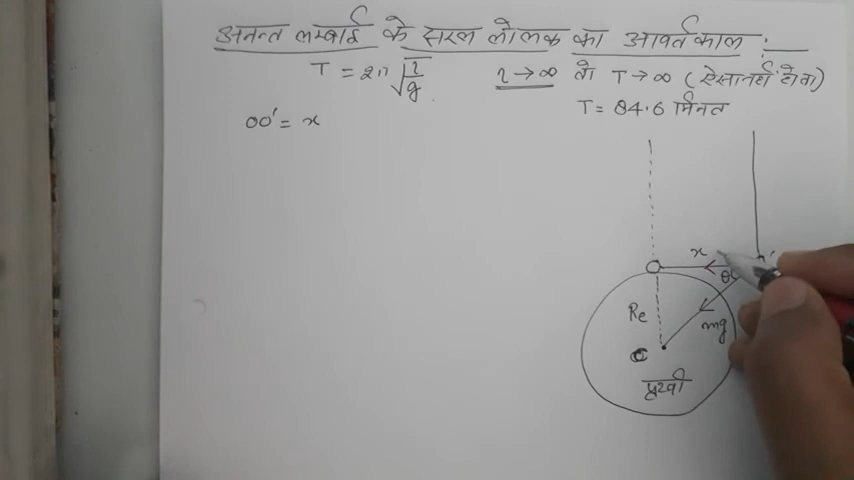 अनन्त लम्बाई के सरल लोलक का आवर्तकाल :
T = 2π √(l/g) l → ∞ तो T → ∞ (ऐसा नहीं होता)
T = 84.6 मिनट
OO' = x
x
θ
Re
mg
C
पृथ्वी